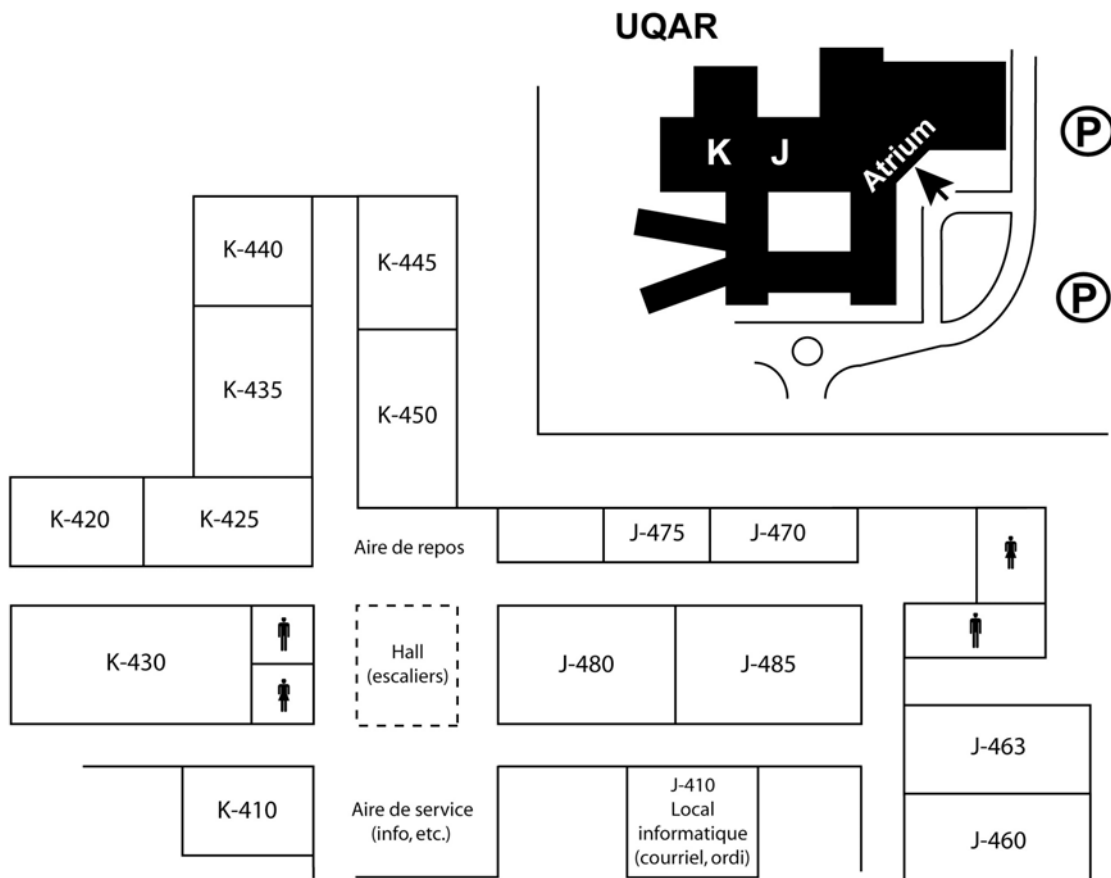 UQAR
P
K J
Atrium
P
K-440
K-445
K-435
K-450
K-420
K-425
Aire de repos
J-475
J-470
K-430
Hall
(escaliers)
J-480
J-485
J-463
K-410
Aire de service
(info, etc.)
J-410
Local
informatique
(courriel, ordi)
J-460